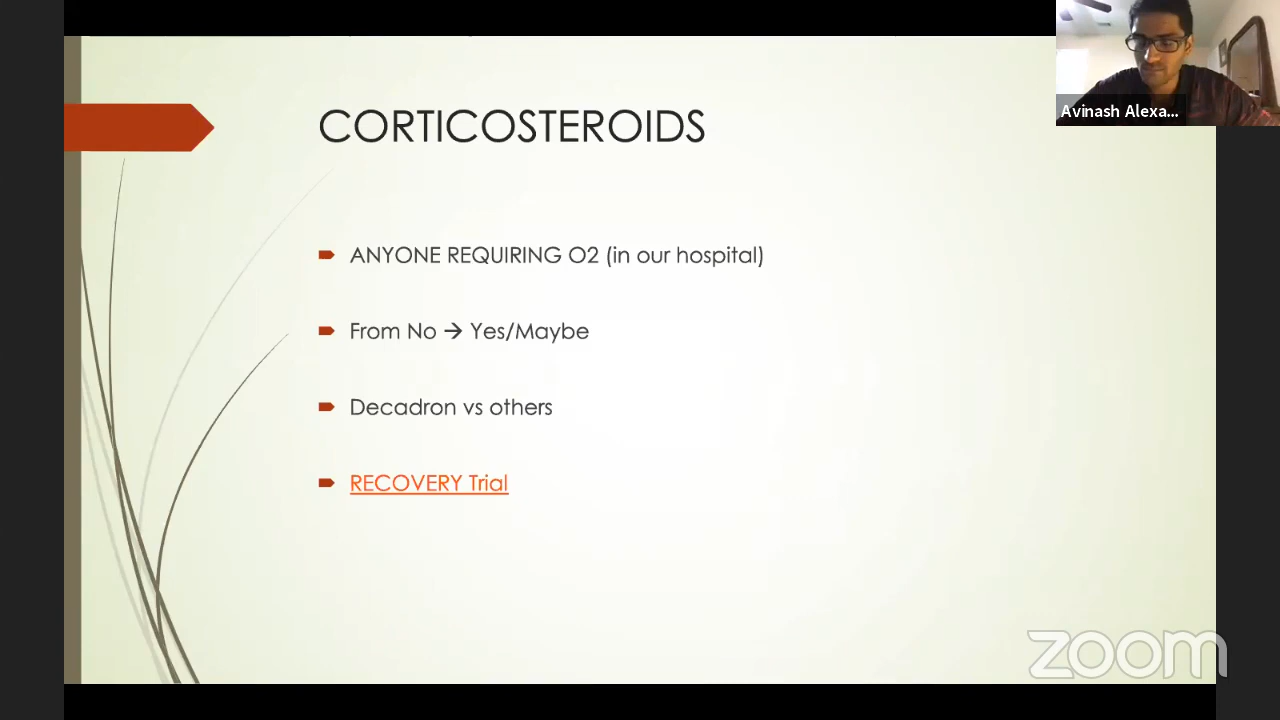 Avinash Alexa...
CORTICOSTEROIDS
ANYONE REQUIRING O2 (in our hospital)
From No → Yes/Maybe
Decadron vs others
RECOVERY Trial
zoom